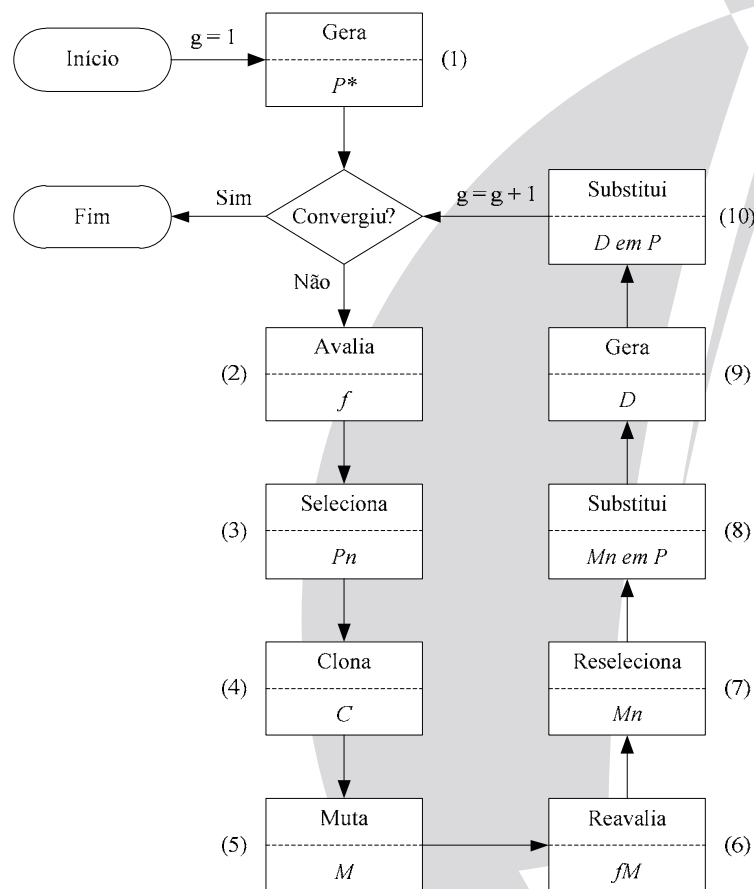 Início
g = 1
Gera
P*
(1)
Convergiu?
Sim
Fim
Não
(2)
Avalia
f
(3)
Seleciona
Pn
(4)
Clona
C
(5)
Muta
M
Reavalia
fM
(6)
Reseleciona
Mn
(7)
Substitui
Mn em P
(8)
Gera
D
(9)
Substitui
D em P
(10)
g = g + 1